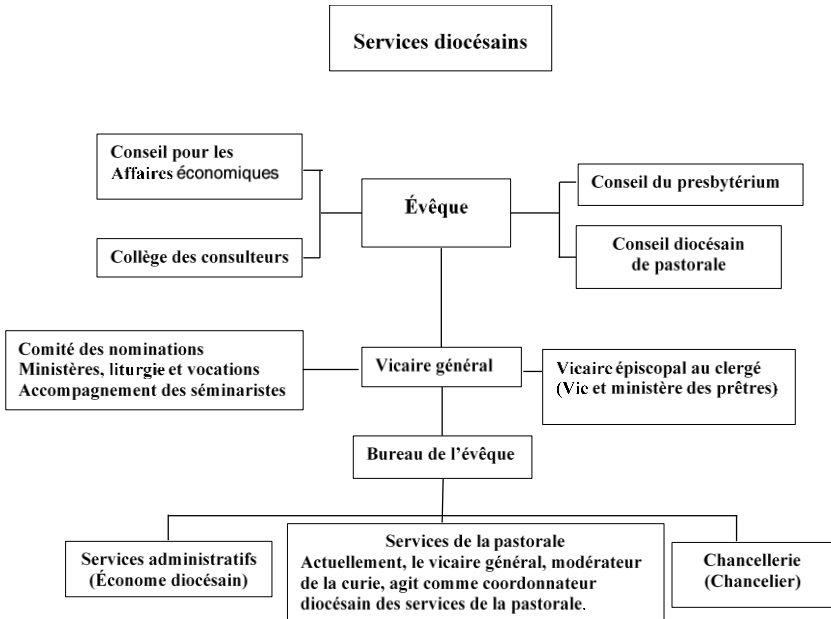 Services diocésains
Conseil pour les
Affaires économiques
Évêque
Conseil du presbytérium
Collège des consulteurs
Conseil diocésain
de pastorale
Comité des nominations
Ministères, liturgie et vocations
Accompagnement des séminaristes
Vicaire général
Vicaire épiscopal au clergé
(Vie et ministère des prêtres)
Bureau de l’évêque
Services administratifs
(Économe diocésain)
Services de la pastorale
Actuellement, le vicaire général, modérateur
de la curie, agit comme coordonnateur
diocésain des services de la pastorale.
Chancellerie
(Chancelier)